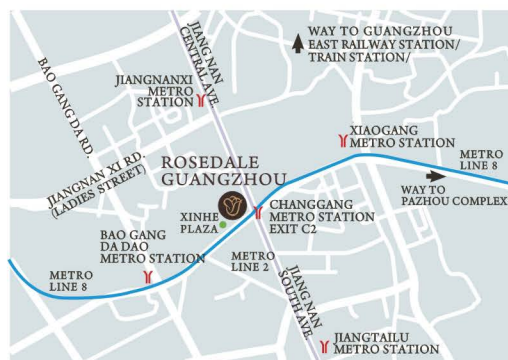 WAY TO GUANGZHOU
EAST RAILWAY STATION/
TRAIN STATION/
JIANG NAN
CENTRAL AVE.
BAO GANG DA RD.
JIANGNANXI
METRO
STATION
XIAOGANG
METRO STATION
JIANGNAN XI RD.
(LADIES STREET)
ROSEDALE
GUANGZHOU
METRO
LINE 8
WAY TO
PAZHOU COMPLEX
CHANGGANG
METRO STATION
EXIT C2
XINHE
PLAZA
BAO GANG
DA DAO
METRO STATION
METRO
LINE 2
METRO
LINE 8
JIANG NAN
SOUTH AVE.
JIANGTAILU
METRO STATION